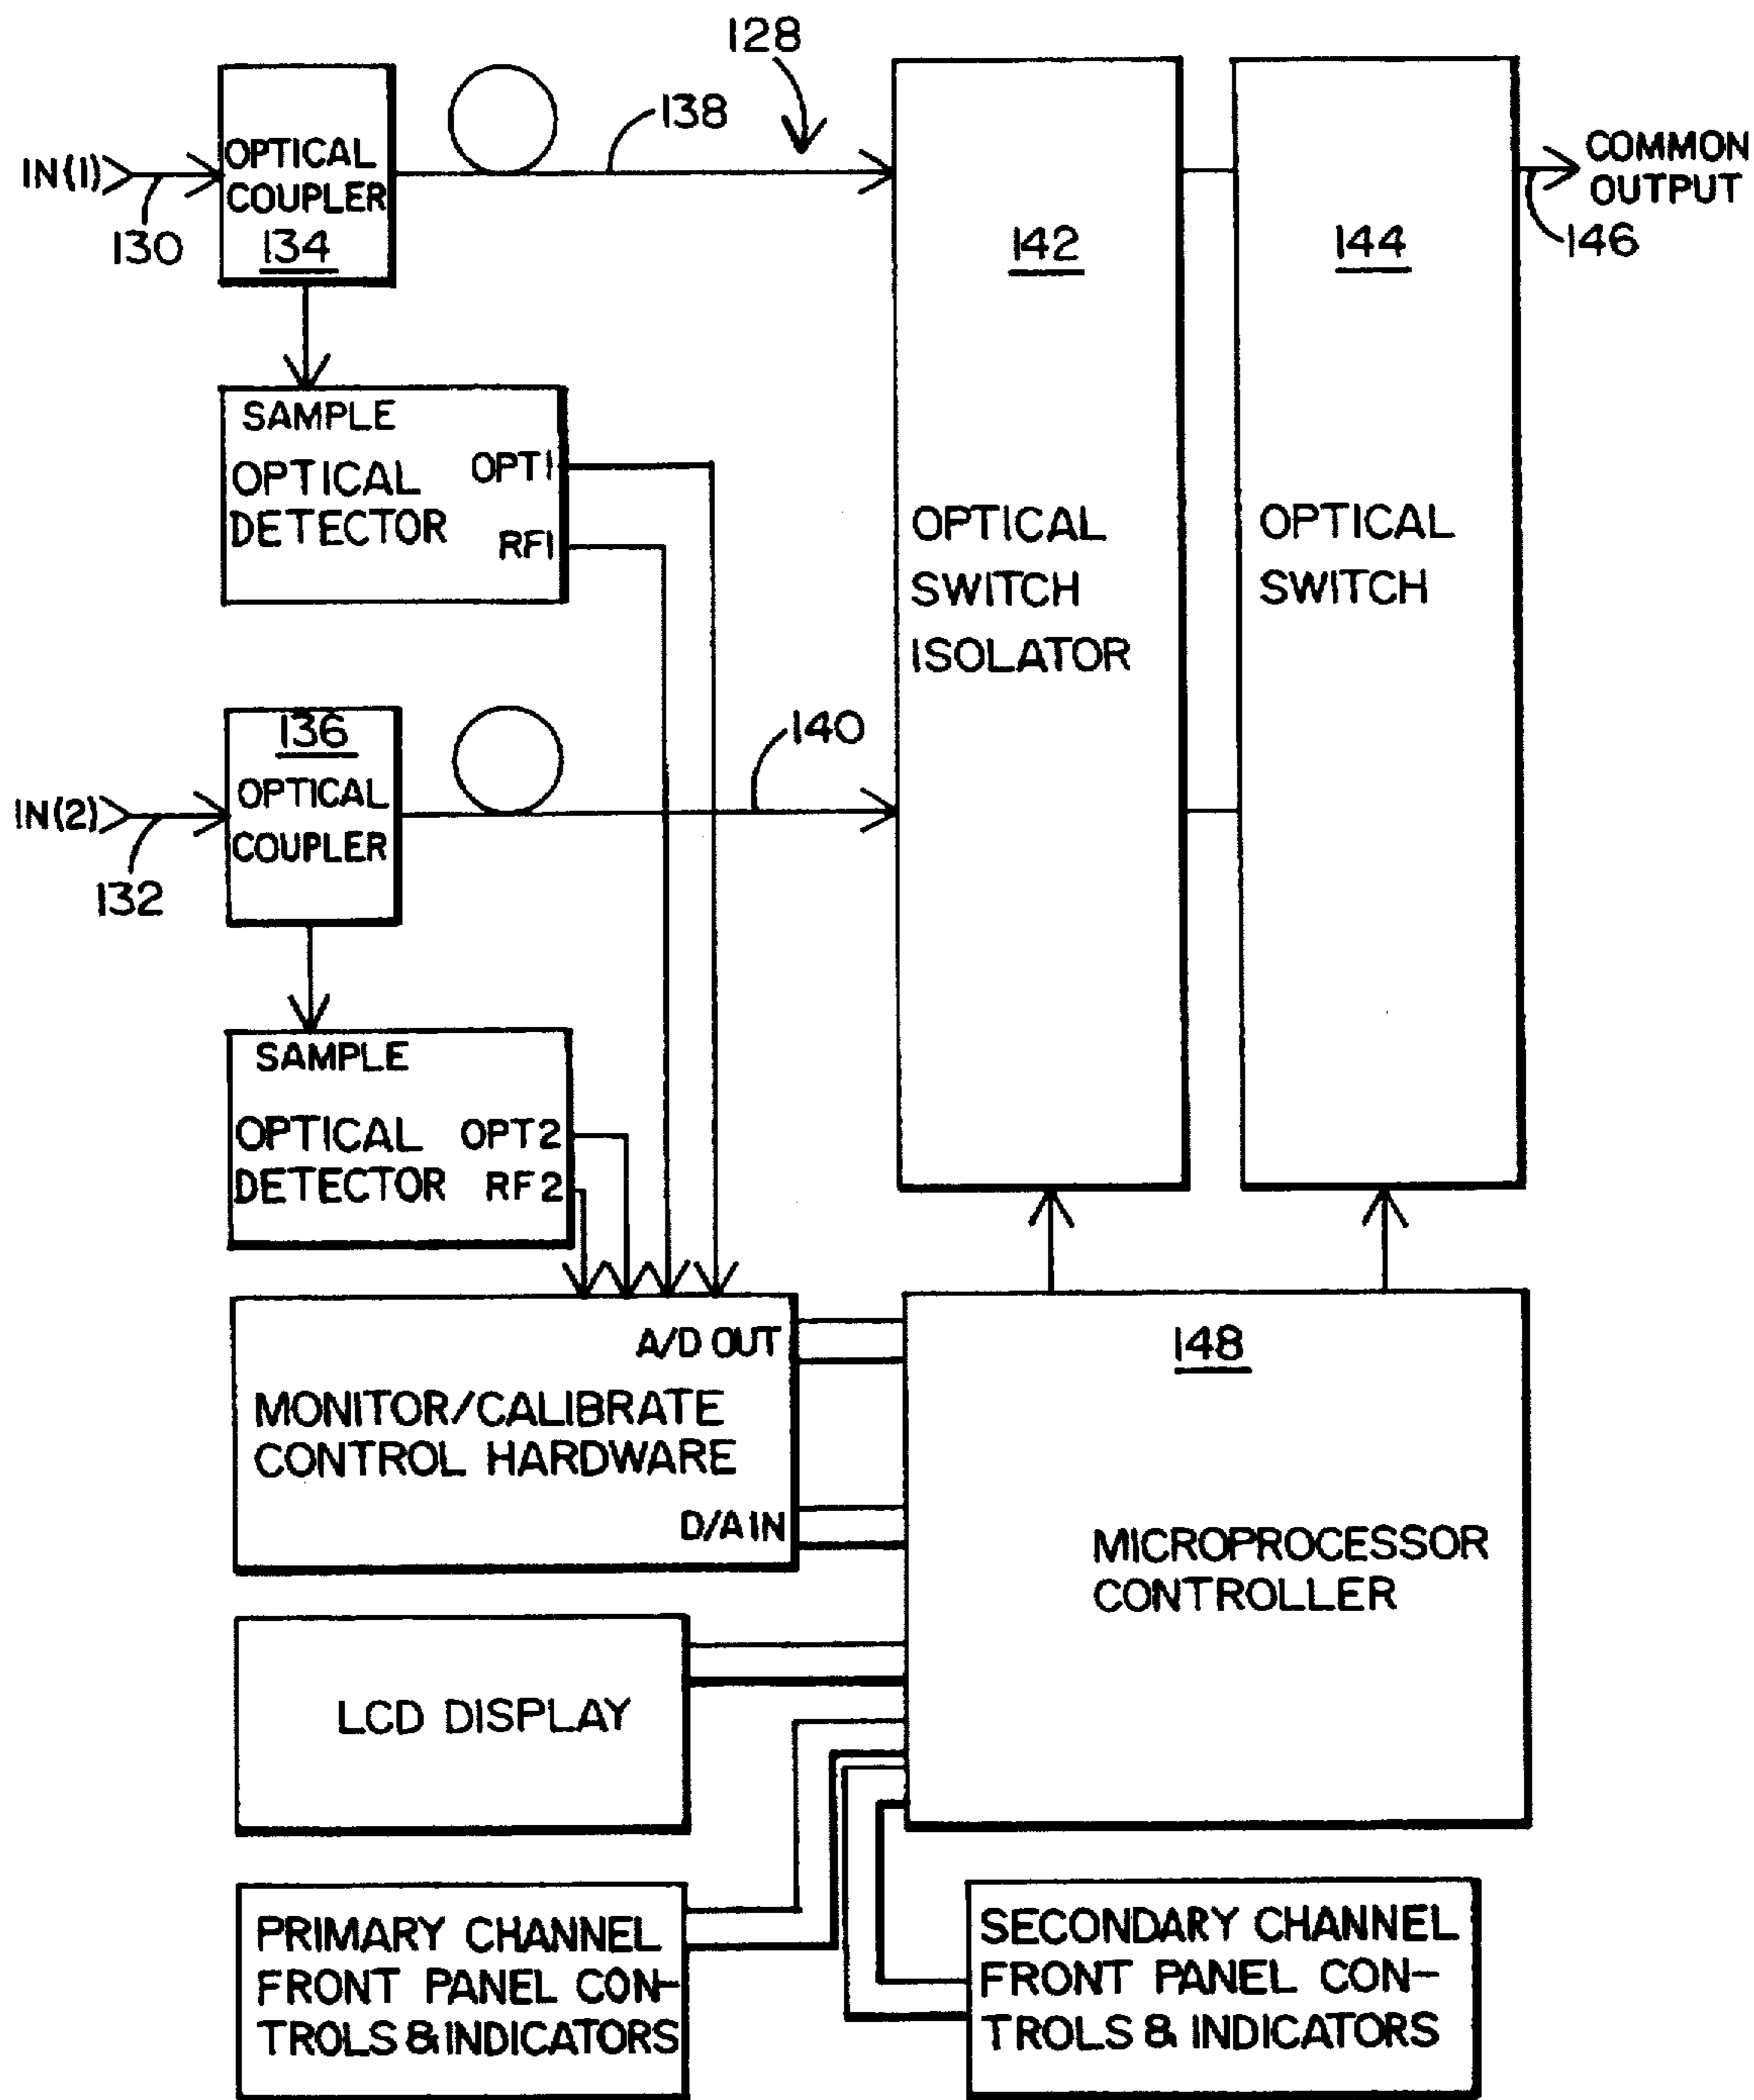 128
138
IN(1)
OPTICAL
COUPLER
134
130
142
144
COMMON
OUTPUT
146
SAMPLE
OPTICAL
DETECTOR
OPT1
RF1
OPTICAL
SWITCH
ISOLATOR
OPTICAL
SWITCH
136
OPTICAL
COUPLER
IN(2)
132
140
SAMPLE
OPTICAL
DETECTOR
OPT2
RF2
A/D OUT
MONITOR/CALIBRATE
CONTROL HARDWARE
D/A IN
148
MICROPROCESSOR
CONTROLLER
LCD DISPLAY
PRIMARY CHANNEL
FRONT PANEL CON-
TROLS & INDICATORS
SECONDARY CHANNEL
FRONT PANEL CON-
TROLS & INDICATORS